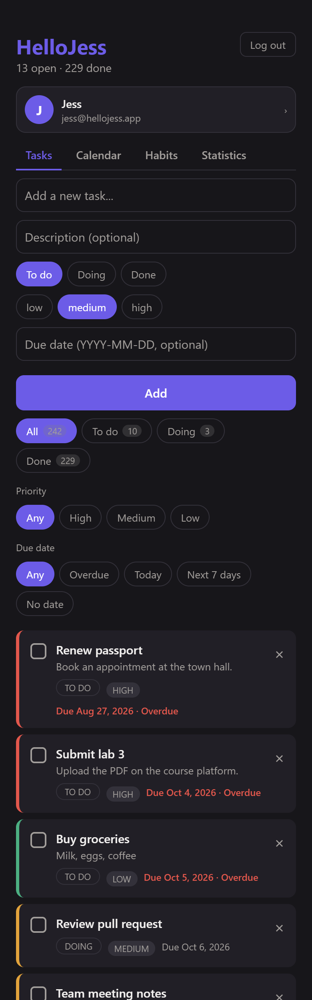 HelloJess
Log out
13 open · 229 done
J
Jess
jess@hellojess.app
›
Tasks Calendar Habits Statistics
Add a new task...
Description (optional)
To do Doing Done
low medium high
Due date (YYYY-MM-DD, optional)
Add
All 242 To do 10 Doing 3
Done 229
Priority
Any High Medium Low
Due date
Any Overdue Today Next 7 days
No date
Renew passport
×
Book an appointment at the town hall.
TO DO HIGH
Due Aug 27, 2026 · Overdue
Submit lab 3
×
Upload the PDF on the course platform.
TO DO HIGH Due Oct 4, 2026 · Overdue
Buy groceries
×
Milk, eggs, coffee
TO DO LOW Due Oct 5, 2026 · Overdue
Review pull request
×
DOING MEDIUM Due Oct 6, 2026
Team meeting notes
×